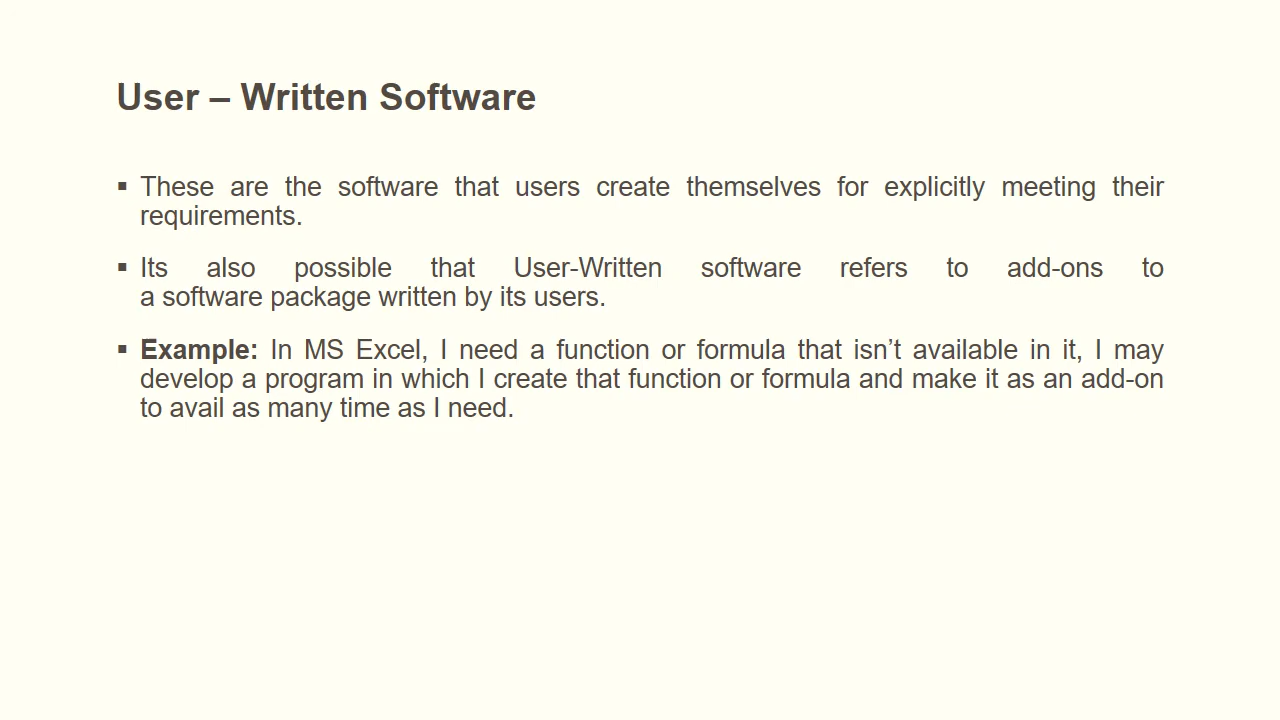 User – Written Software
▪ These are the software that users create themselves for explicitly meeting their
requirements.
▪ Its also possible that User-Written software refers to add-ons to
a software package written by its users.
▪ Example: In MS Excel, I need a function or formula that isn’t available in it, I may
develop a program in which I create that function or formula and make it as an add-on
to avail as many time as I need.